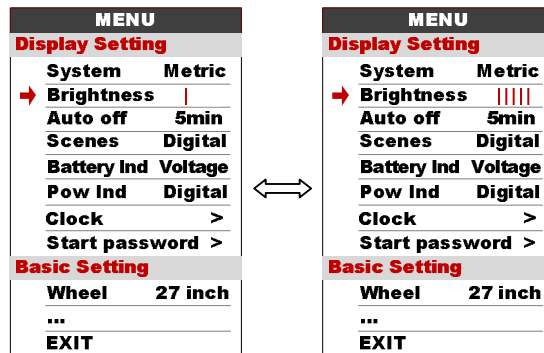 MENU
Display Setting
System Metric
Brightness |
Auto off 5min
Scenes Digital
Battery Ind Voltage
Pow Ind Digital
Clock >
Start password >
Basic Setting
Wheel 27 inch
...
EXIT
MENU
Display Setting
System Metric
Brightness |||||
Auto off 5min
Scenes Digital
Battery Ind Voltage
Pow Ind Digital
Clock >
Start password >
Basic Setting
Wheel 27 inch
...
EXIT